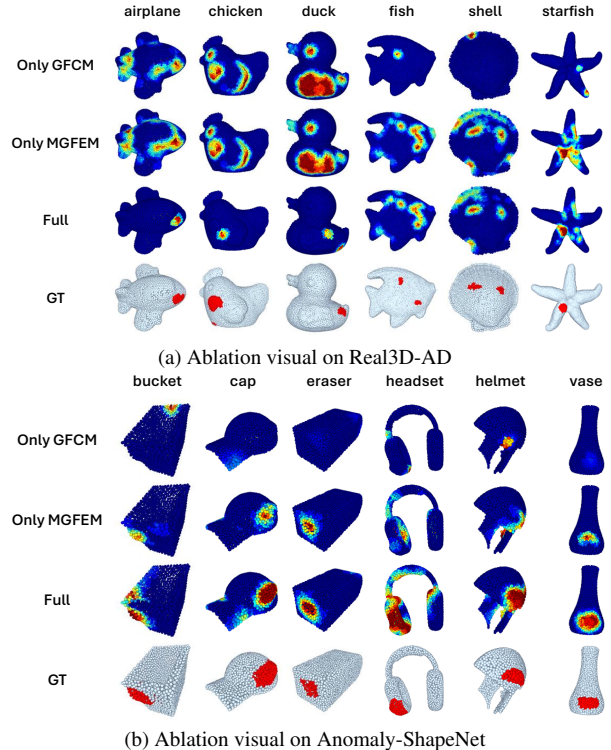 airplane chicken duck fish shell starfish
Only GFCM
Only MGFEM
Full
GT
(a) Ablation visual on Real3D-AD
bucket cap eraser headset helmet vase
Only GFCM
Only MGFEM
Full
GT
(b) Ablation visual on Anomaly-ShapeNet